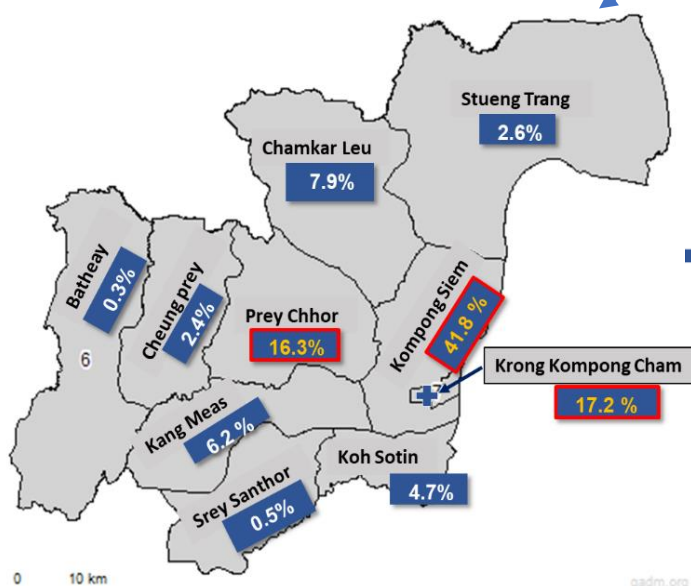 Stueng Trang
2.6%
Chamkar Leu
7.9%
Batheay
0.3%
Cheung prey
2.4%
Prey Chhor
16.3%
Kompong Siem
41.8 %
6
Krong Kompong Cham
17.2 %
Kang Meas
6.2 %
Koh Sotin
4.7%
Srey Santhor
0.5%
0 10 km
gadm.org